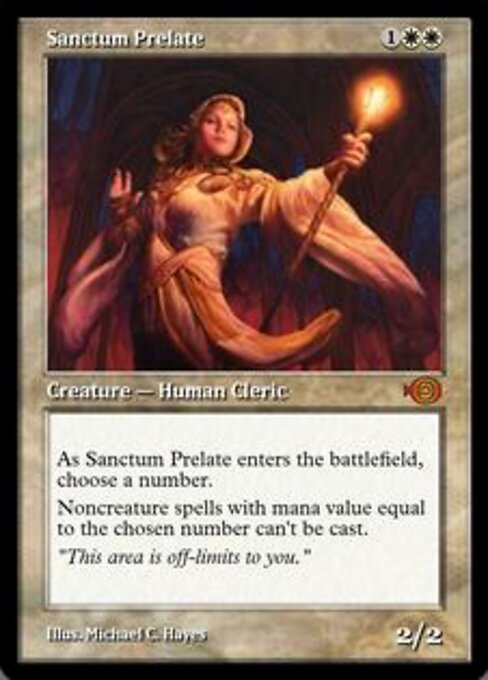 Sanctum Prelate 1
Creature — Human Cleric
As Sanctum Prelate enters the battlefield,
choose a number.
Noncreature spells with mana value equal
to the chosen number can't be cast.
"This area is off-limits to you."
Illus. Michael C. Hayes 2/2